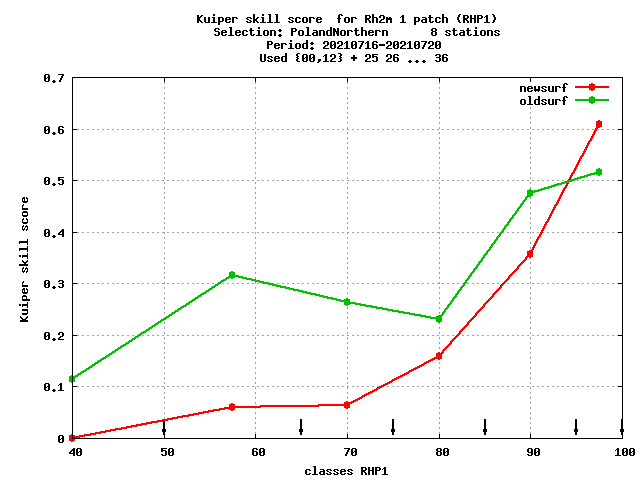 Kuiper skill score for Rh2m 1 patch (RHP1)
Selection: PolandNorthern 8 stations
Period: 20210716-20210720
Used {00,12} + 25 26 ... 36
newsurf
oldsurf
0.7
0.6
0.5
0.4
0.3
0.2
0.1
0
Kuiper skill score
40 50 60 70 80 90 100
classes RHP1